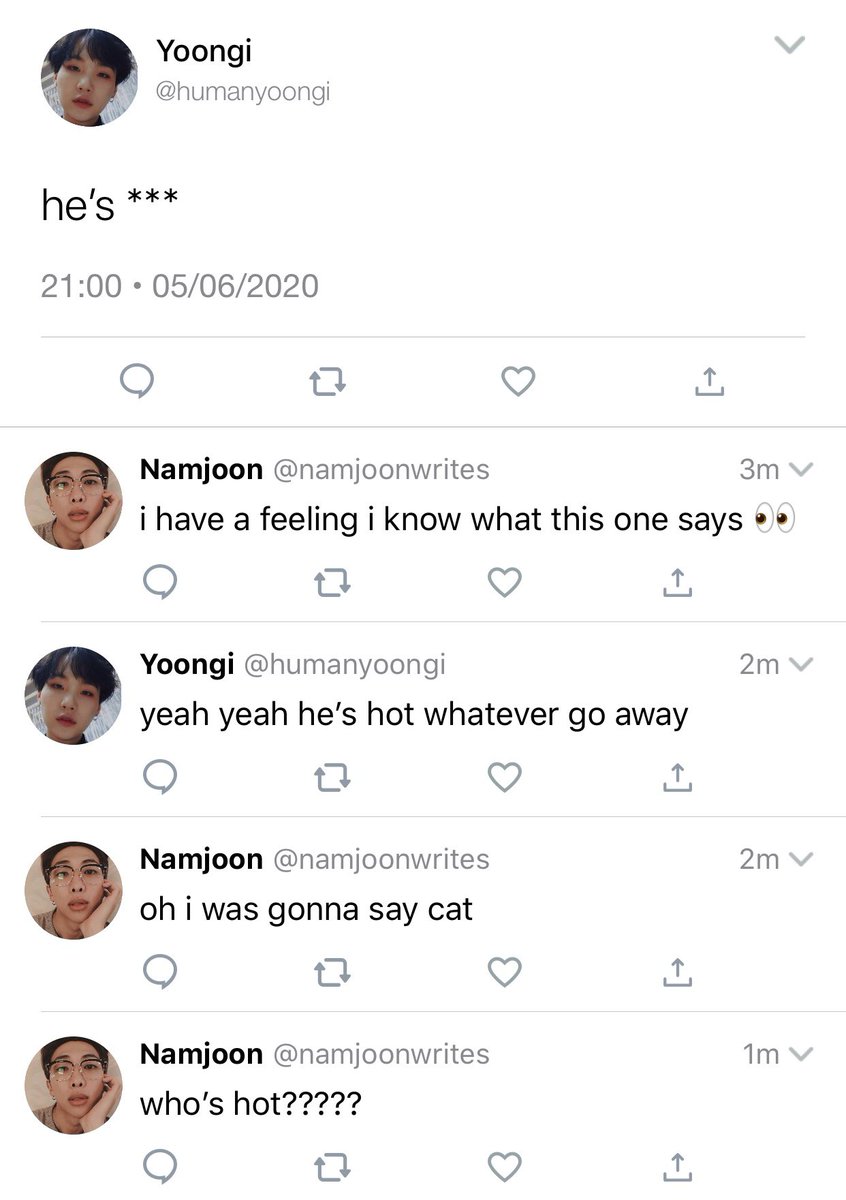 Yoongi
@humanyoongi
he’s ***
21:00 • 05/06/2020
Namjoon @namjoonwrites 3m
i have a feeling i know what this one says 👀
Yoongi @humanyoongi 2m
yeah yeah he’s hot whatever go away
Namjoon @namjoonwrites 2m
oh i was gonna say cat
Namjoon @namjoonwrites 1m
who’s hot?????